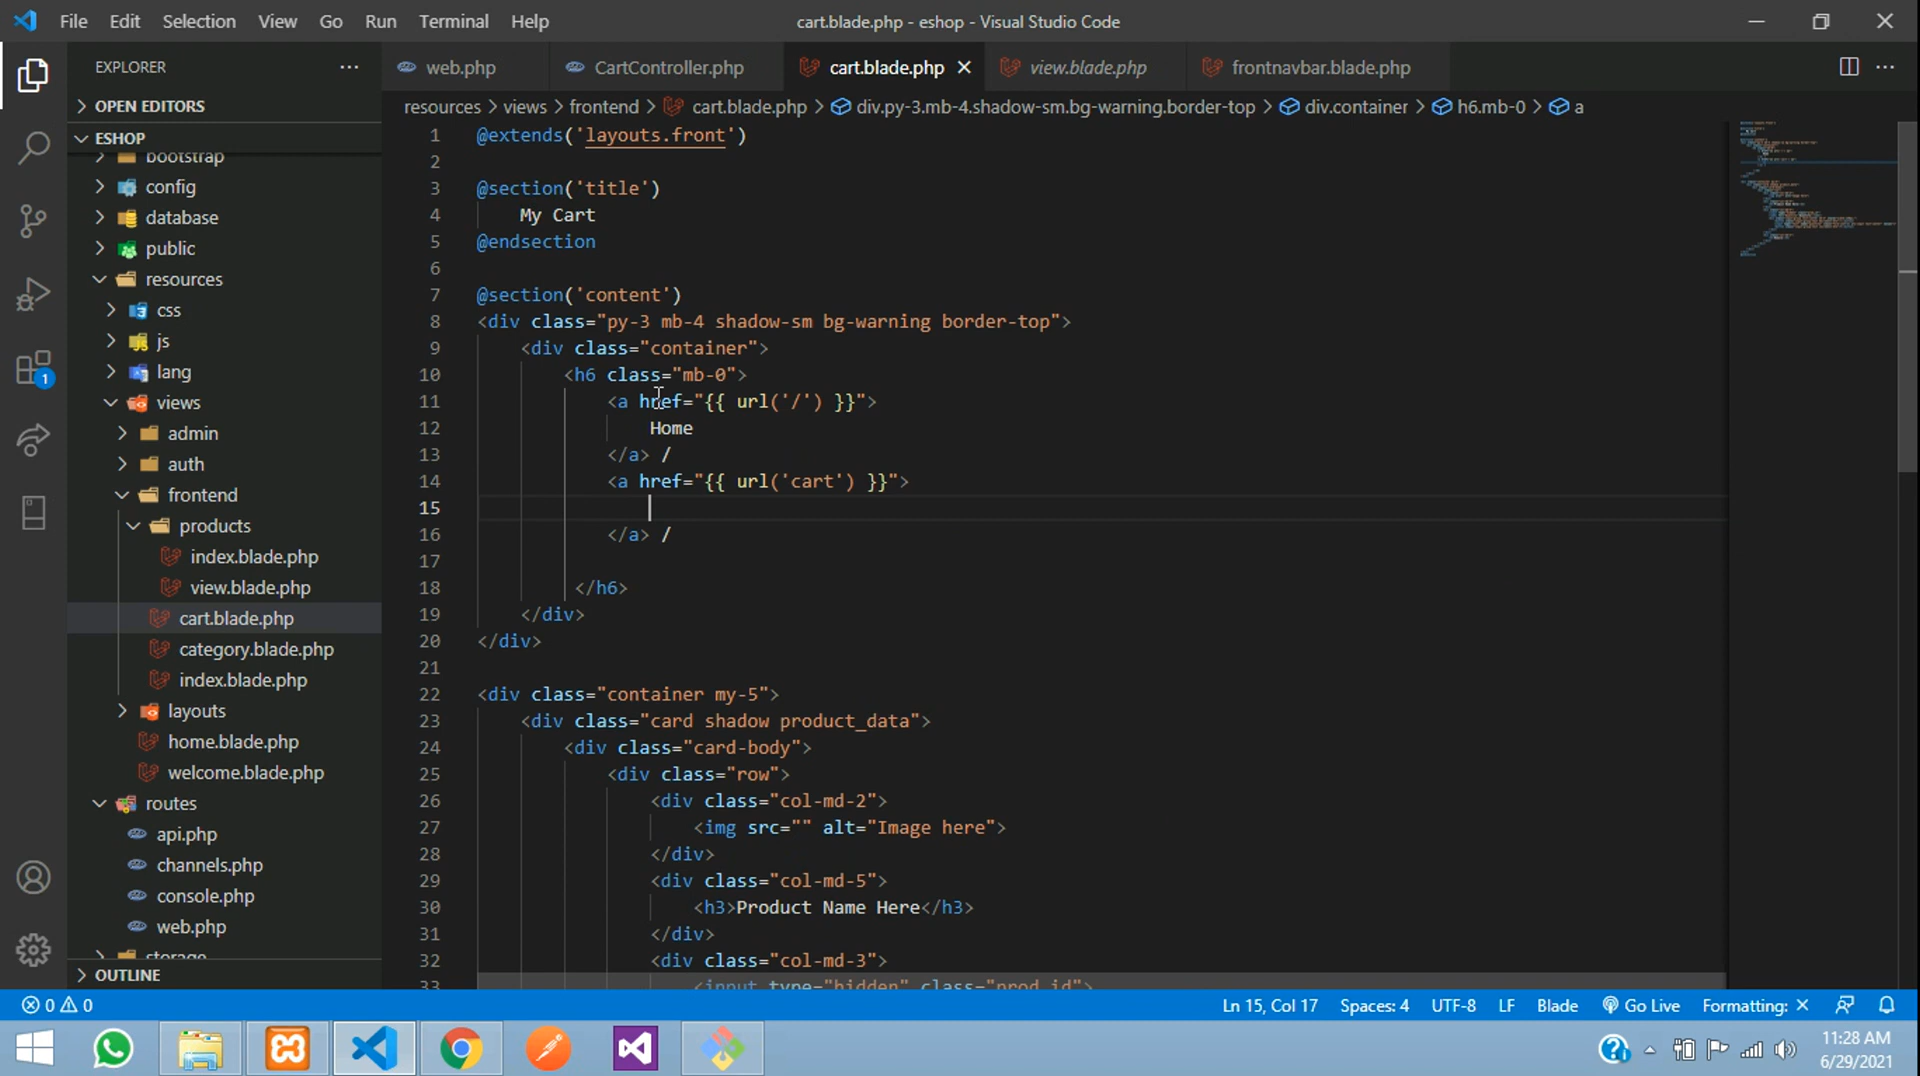 File Edit Selection View Go Run Terminal Help
cart.blade.php - eshop - Visual Studio Code
EXPLORER
web.php CartController.php cart.blade.php view.blade.php frontnavbar.blade.php
OPEN EDITORS
resources > views > frontend > cart.blade.php > div.py-3.mb-4.shadow-sm.bg-warning.border-top > div.container > h6.mb-0 > a
ESHOP
bootstrap
config
database
public
resources
css
js
lang
views
admin
auth
frontend
products
index.blade.php
view.blade.php
cart.blade.php
category.blade.php
index.blade.php
layouts
home.blade.php
welcome.blade.php
routes
api.php
channels.php
console.php
web.php
storage
OUTLINE
1 @extends('layouts.front')
2
3 @section('title')
4 My Cart
5 @endsection
6
7 @section('content')
8 <div class="py-3 mb-4 shadow-sm bg-warning border-top">
9 <div class="container">
10 <h6 class="mb-0">
11 <a href="{{ url('/') }}">
12 Home
13 </a> /
14 <a href="{{ url('cart') }}">
15
16 </a> /
17
18 </h6>
19 </div>
20 </div>
21
22 <div class="container my-5">
23 <div class="card shadow product_data">
24 <div class="card-body">
25 <div class="row">
26 <div class="col-md-2">
27 <img src="" alt="Image here">
28 </div>
29 <div class="col-md-5">
30 <h3>Product Name Here</h3>
31 </div>
32 <div class="col-md-3">
33 <input type="hidden" class="prod_id">
1
0 0 Ln 15, Col 17 Spaces: 4 UTF-8 LF Blade Go Live Formatting: ×
11:28 AM
6/29/2021